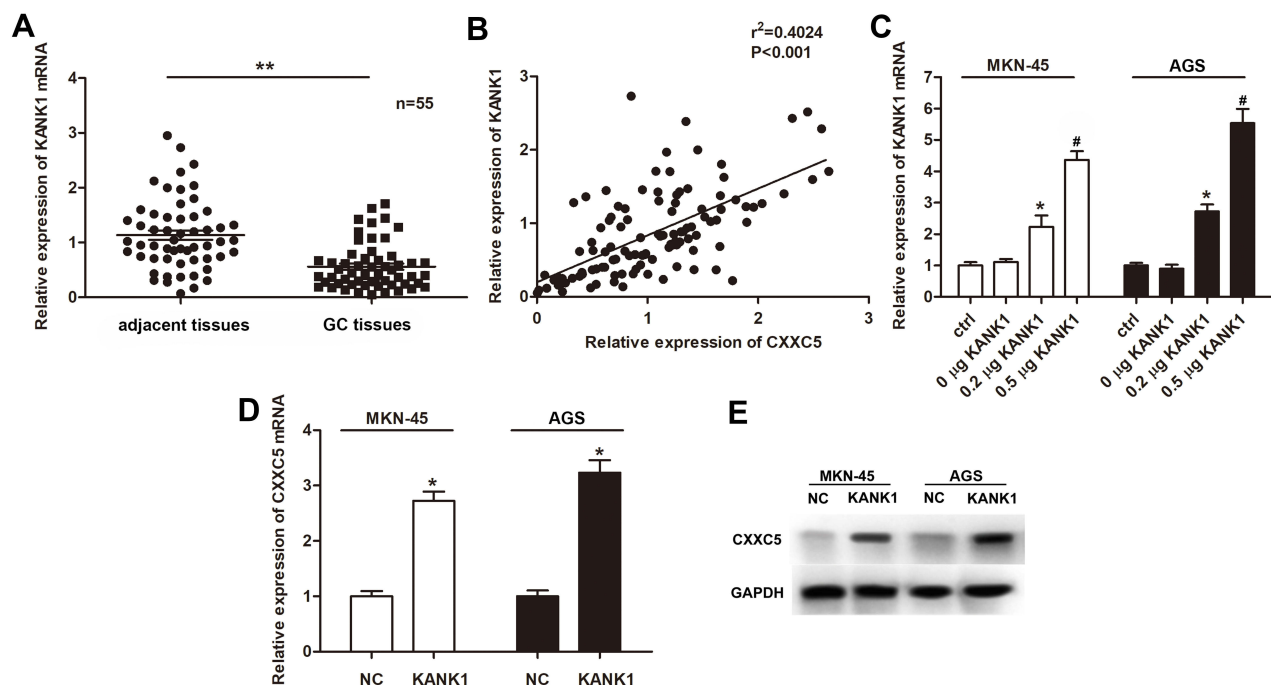 A
Relative expression of KANK1 mRNA
4
3
2
1
0
**
n=55
adjacent tissues
GC tissues
B
Relative expression of KANK1
3
2
1
0
r²=0.4024
P<0.001
0
1
2
3
Relative expression of CXXC5
C
Relative expression of KANK1 mRNA
7
6
5
4
3
2
1
0
MKN-45
AGS
*
#
*
#
ctrl
0 μg KANK1
0.2 μg KANK1
0.5 μg KANK1
ctrl
0 μg KANK1
0.2 μg KANK1
0.5 μg KANK1
D
Relative expression of CXXC5 mRNA
4
3
2
1
0
MKN-45
AGS
*
*
NC
KANK1
NC
KANK1
E
MKN-45
AGS
NC
KANK1
NC
KANK1
CXXC5
GAPDH